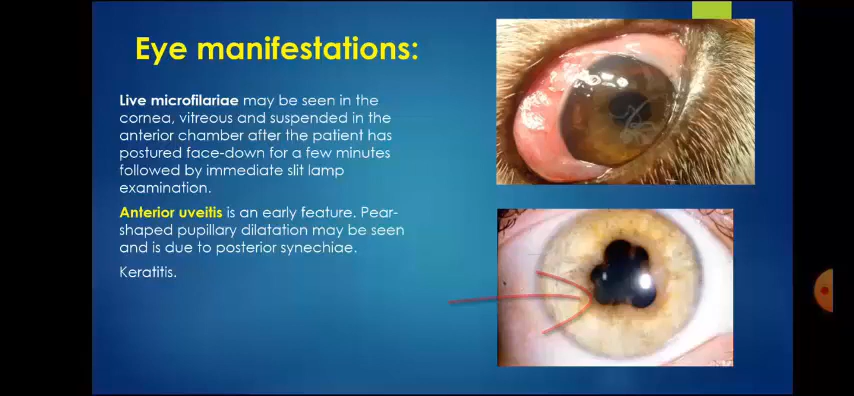 Eye manifestations:
Live microfilariae may be seen in the
cornea, vitreous and suspended in the
anterior chamber after the patient has
postured face-down for a few minutes
followed by immediate slit lamp
examination.
Anterior uveitis is an early feature. Pear-
shaped pupillary dilatation may be seen
and is due to posterior synechiae.
Keratitis.